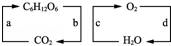 C₆H₁₂O₆ O₂
a b c d
CO₂ H₂O